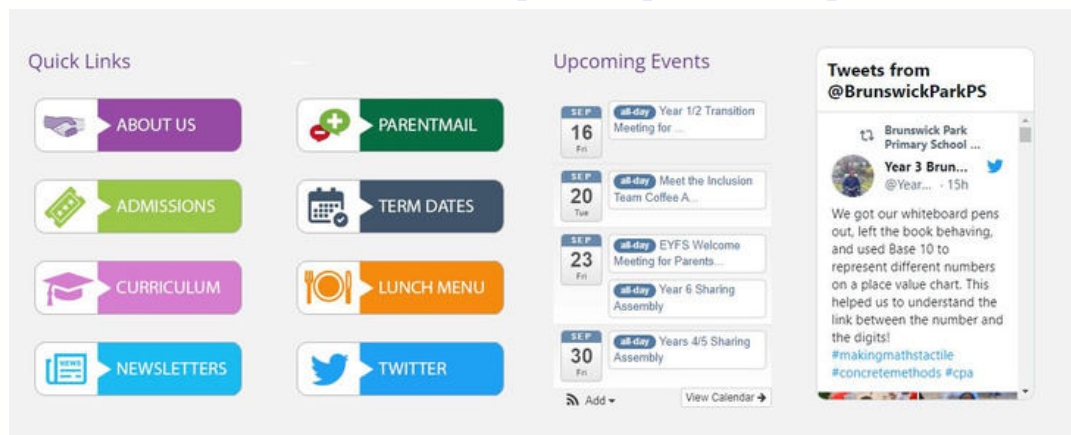 Quick Links
ABOUT US
PARENTMAIL
ADMISSIONS
TERM DATES
CURRICULUM
LUNCH MENU
NEWS
NEWSLETTERS
TWITTER
Upcoming Events
SEP
16
Fri
all-day Year 1/2 Transition
Meeting for ...
SEP
20
Tue
all-day Meet the Inclusion
Team Coffee A...
SEP
23
Fri
all-day EYFS Welcome
Meeting for Parents...
all-day Year 6 Sharing
Assembly
SEP
30
Fri
all-day Years 4/5 Sharing
Assembly
Add
View Calendar
Tweets from
@BrunswickParkPS
Brunswick Park
Primary School ...
Year 3 Brun...
@Year... · 15h
We got our whiteboard pens
out, left the book behaving,
and used Base 10 to
represent different numbers
on a place value chart. This
helped us to understand the
link between the number and
the digits!
#makingmathstactile
#concretemethods #cpa